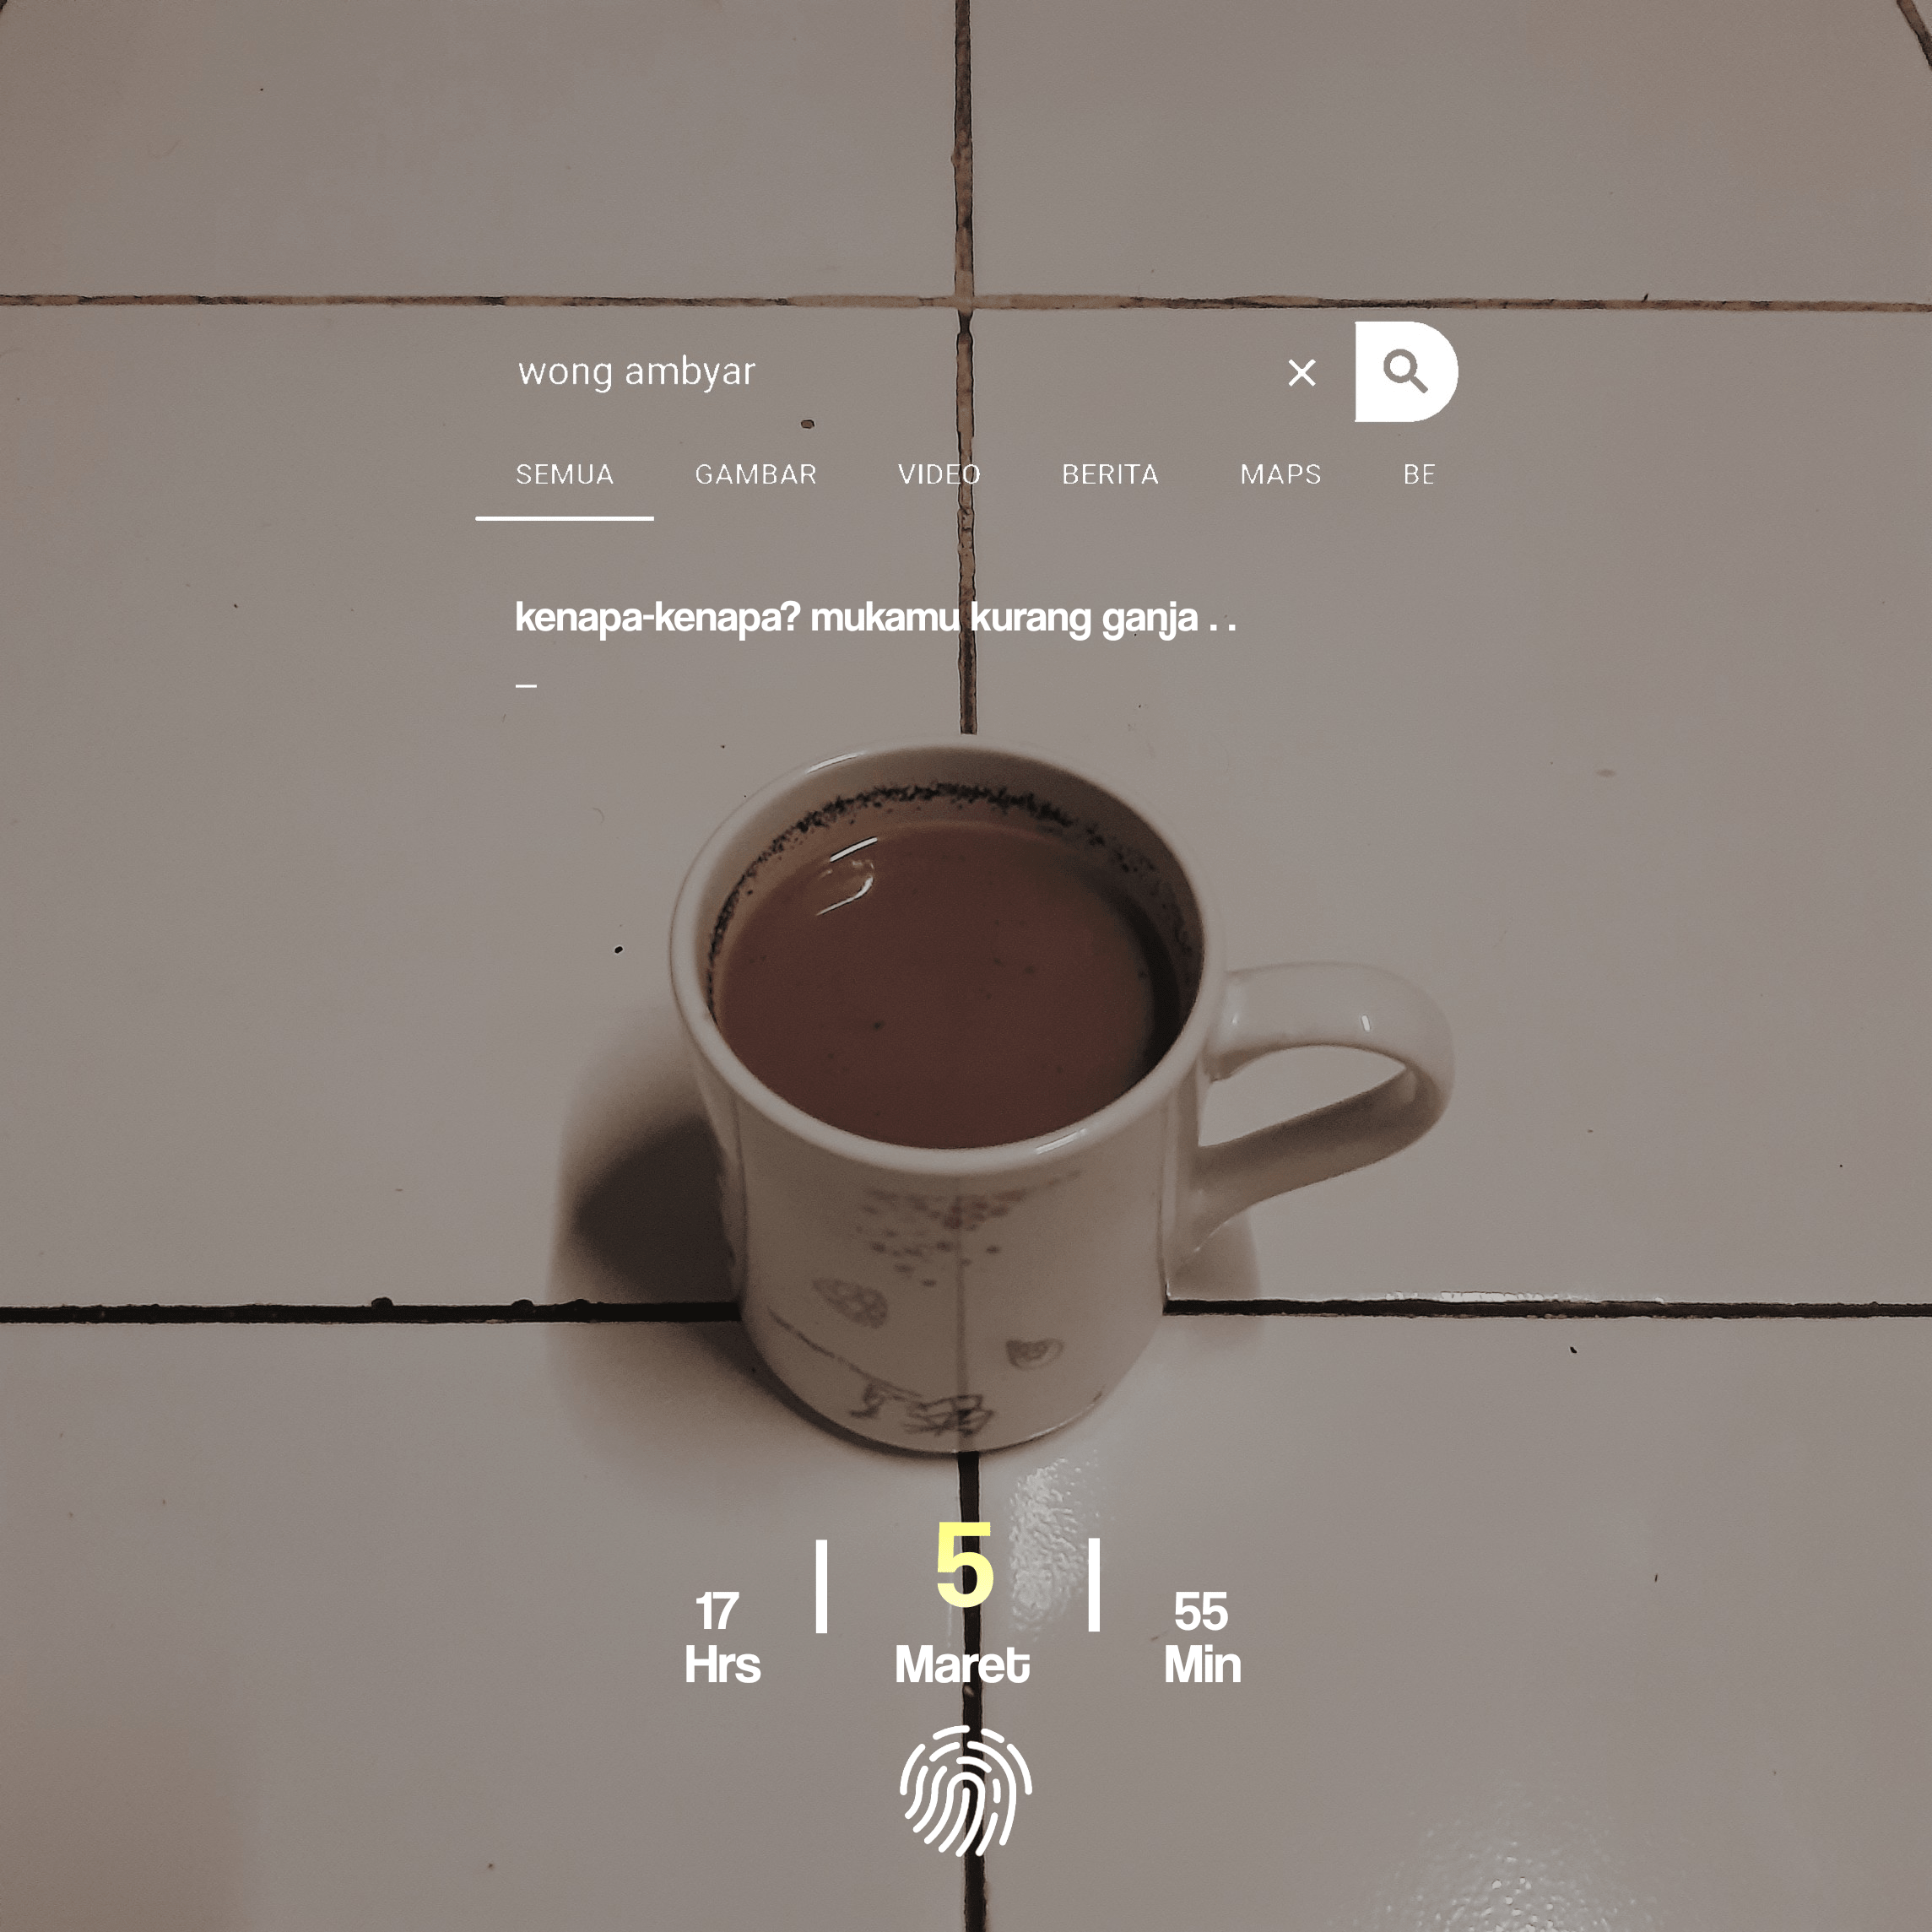 wong ambyar
SEMUA GAMBAR VIDEO BERITA MAPS BE
kenapa-kenapa? mukamu kurang ganja . .
_
5
17 55
Hrs Maret Min